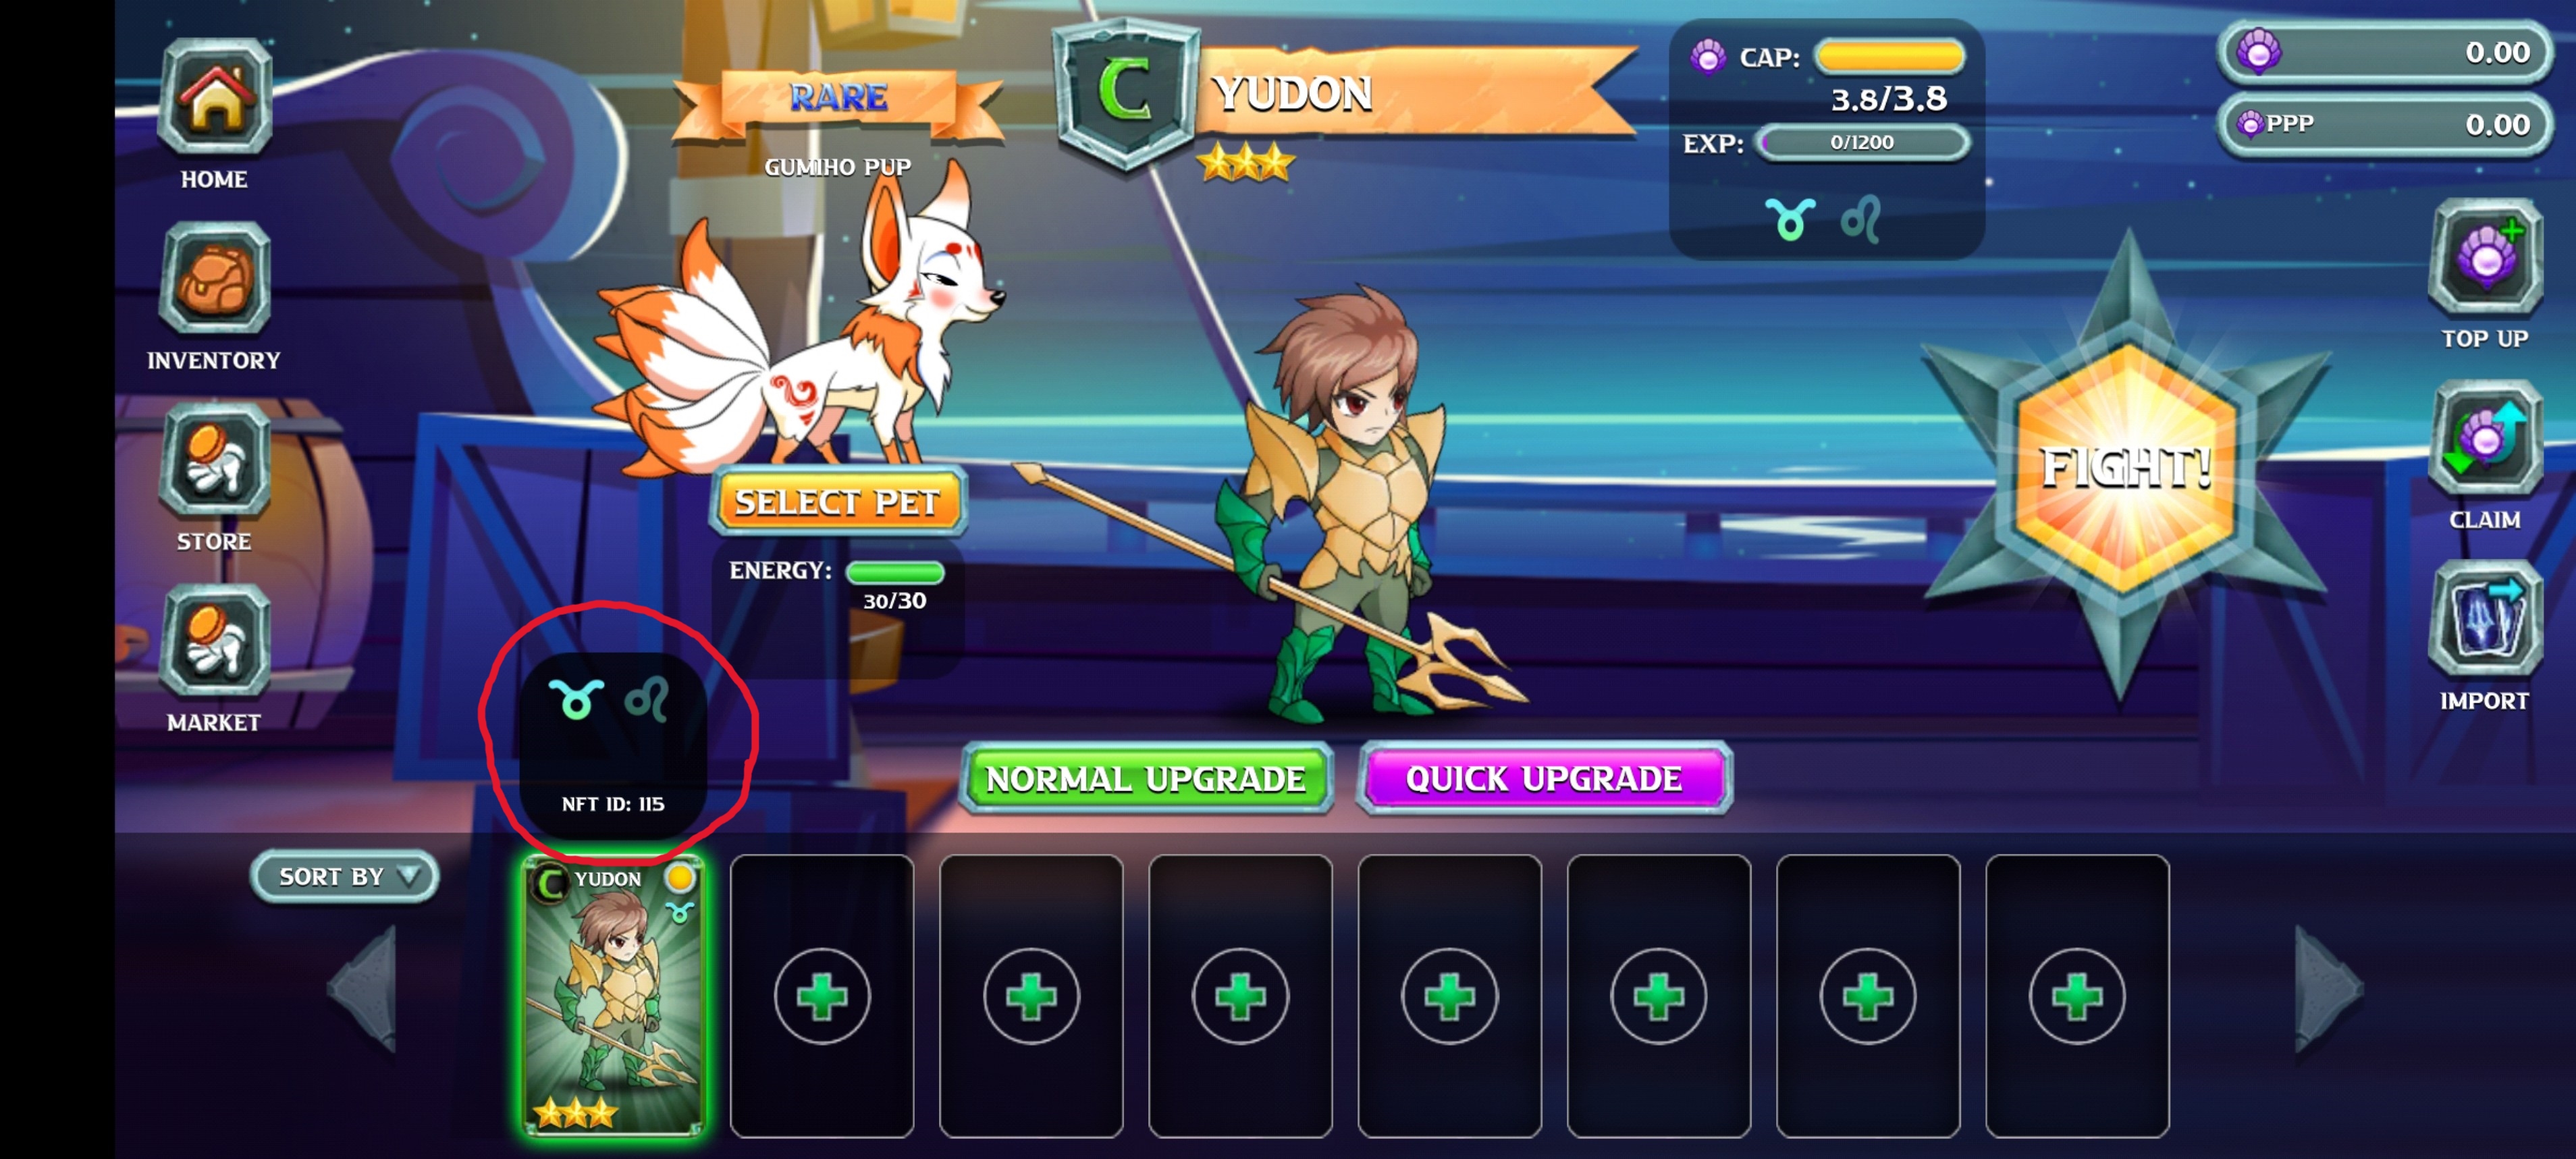 HOME
INVENTORY
STORE
MARKET
RARE
GUMIHO PUP
SELECT PET
ENERGY:
30/30
C YUDON
CAP:
3.8/3.8
EXP: 0/1200
0.00
PPP 0.00
TOP UP
CLAIM
IMPORT
FIGHT!
NFT ID: 115
NORMAL UPGRADE
QUICK UPGRADE
SORT BY
C YUDON